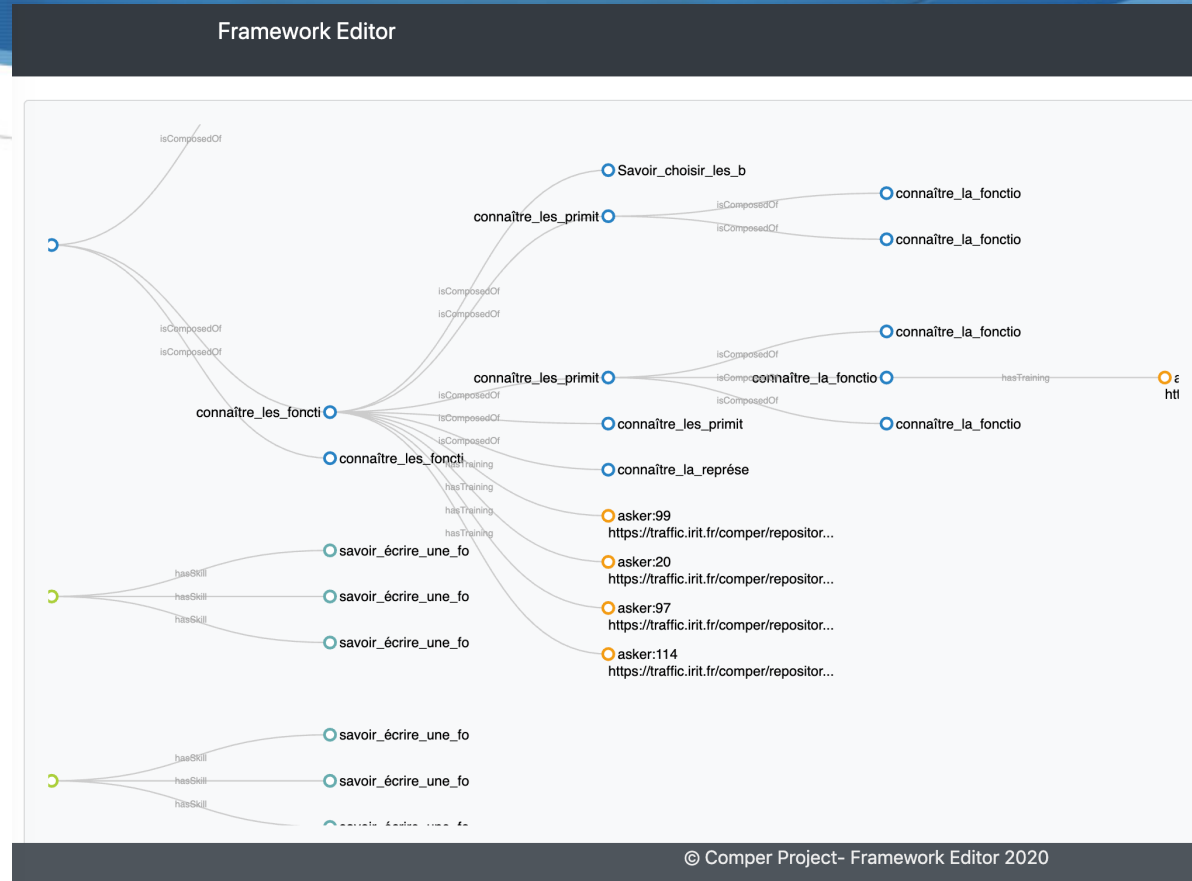 Framework Editor
isComposedOf
Savoir_choisir_les_b
connaître_la_fonctio
isComposedOf
connaître_les_primit
isComposedOf
connaître_la_fonctio
isComposedOf
isComposedOf
isComposedOf
connaître_la_fonctio
isComposedOf
isComposedOf
connaître_les_primit
isComposedOf
connaître_la_fonctio
hasTraining
isComposedOf
isComposedOf
connaître_les_foncti
isComposedOf
connaître_les_primit
connaître_la_fonctio
isComposedOf
connaître_les_foncti
hasTraining
connaître_la_représe
hasTraining
hasTraining
asker:99
https://traffic.irit.fr/comper/repositor...
hasTraining
savoir_écrire_une_fo
asker:20
https://traffic.irit.fr/comper/repositor...
hasSkill
hasSkill
savoir_écrire_une_fo
asker:97
https://traffic.irit.fr/comper/repositor...
hasSkill
savoir_écrire_une_fo
asker:114
https://traffic.irit.fr/comper/repositor...
savoir_écrire_une_fo
hasSkill
hasSkill
savoir_écrire_une_fo
hasSkill
© Comper Project- Framework Editor 2020